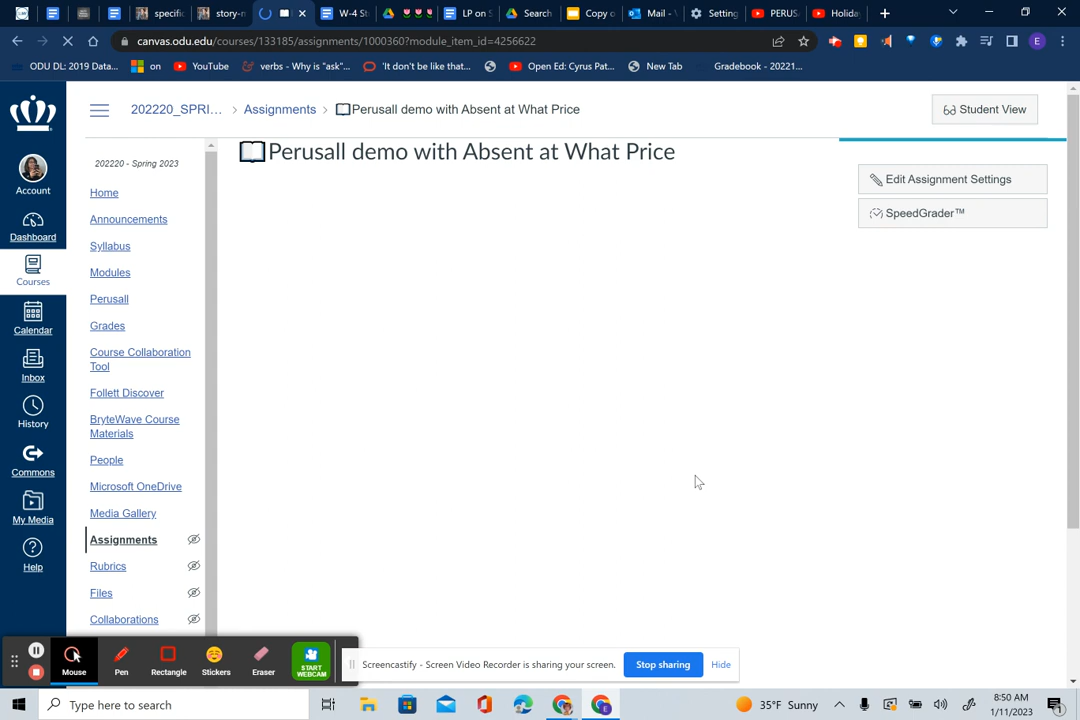 specific
story-n
W-4 St
LP on S
Search
Copy o
Mail - V
Setting
PERUS
Holiday
canvas.odu.edu/courses/133185/assignments/1000360?module_item_id=4256622
ODU DL: 2019 Data...
on
YouTube
verbs - Why is "ask"...
'It don't be like that...
Open Ed: Cyrus Pat...
New Tab
Gradebook - 20221...
E
202220_SPRI... > Assignments > Perusall demo with Absent at What Price
Student View
Perusall demo with Absent at What Price
Edit Assignment Settings
SpeedGrader™
Account
Dashboard
Courses
Calendar
Inbox
History
Commons
My Media
Help
202220 - Spring 2023
Home
Announcements
Syllabus
Modules
Perusall
Grades
Course Collaboration
Tool
Follett Discover
BryteWave Course
Materials
People
Microsoft OneDrive
Media Gallery
Assignments
Rubrics
Files
Collaborations
Mouse
Pen
Rectangle
Stickers
Eraser
START
WEBCAM
Screencastify - Screen Video Recorder is sharing your screen.
Stop sharing
Hide
Type here to search
35°F Sunny
8:50 AM
1/11/2023
1